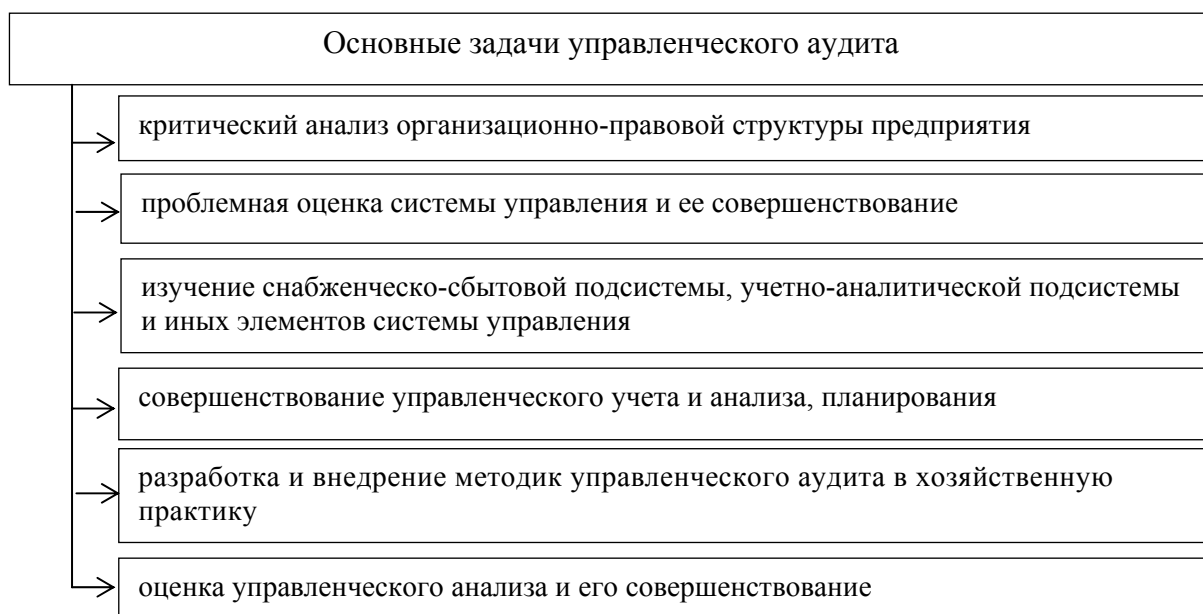 Основные задачи управленческого аудита
критический анализ организационно-правовой структуры предприятия
проблемная оценка системы управления и ее совершенствование
изучение снабженческо-сбытовой подсистемы, учетно-аналитической подсистемы
и иных элементов системы управления
совершенствование управленческого учета и анализа, планирования
разработка и внедрение методик управленческого аудита в хозяйственную
практику
оценка управленческого анализа и его совершенствование